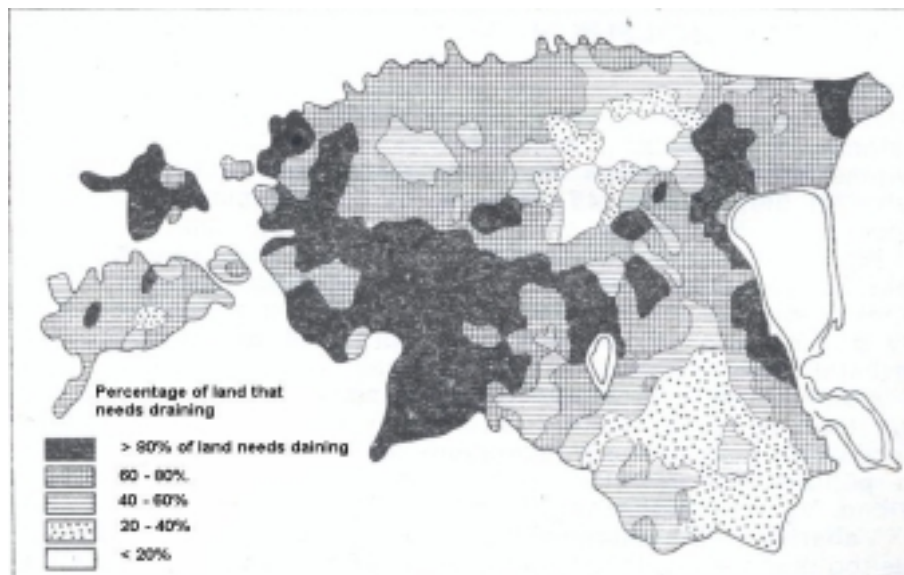 Percentage of land that
needs draining
> 80% of land needs daining
60 - 80%
40 - 60%
20 - 40%
< 20%